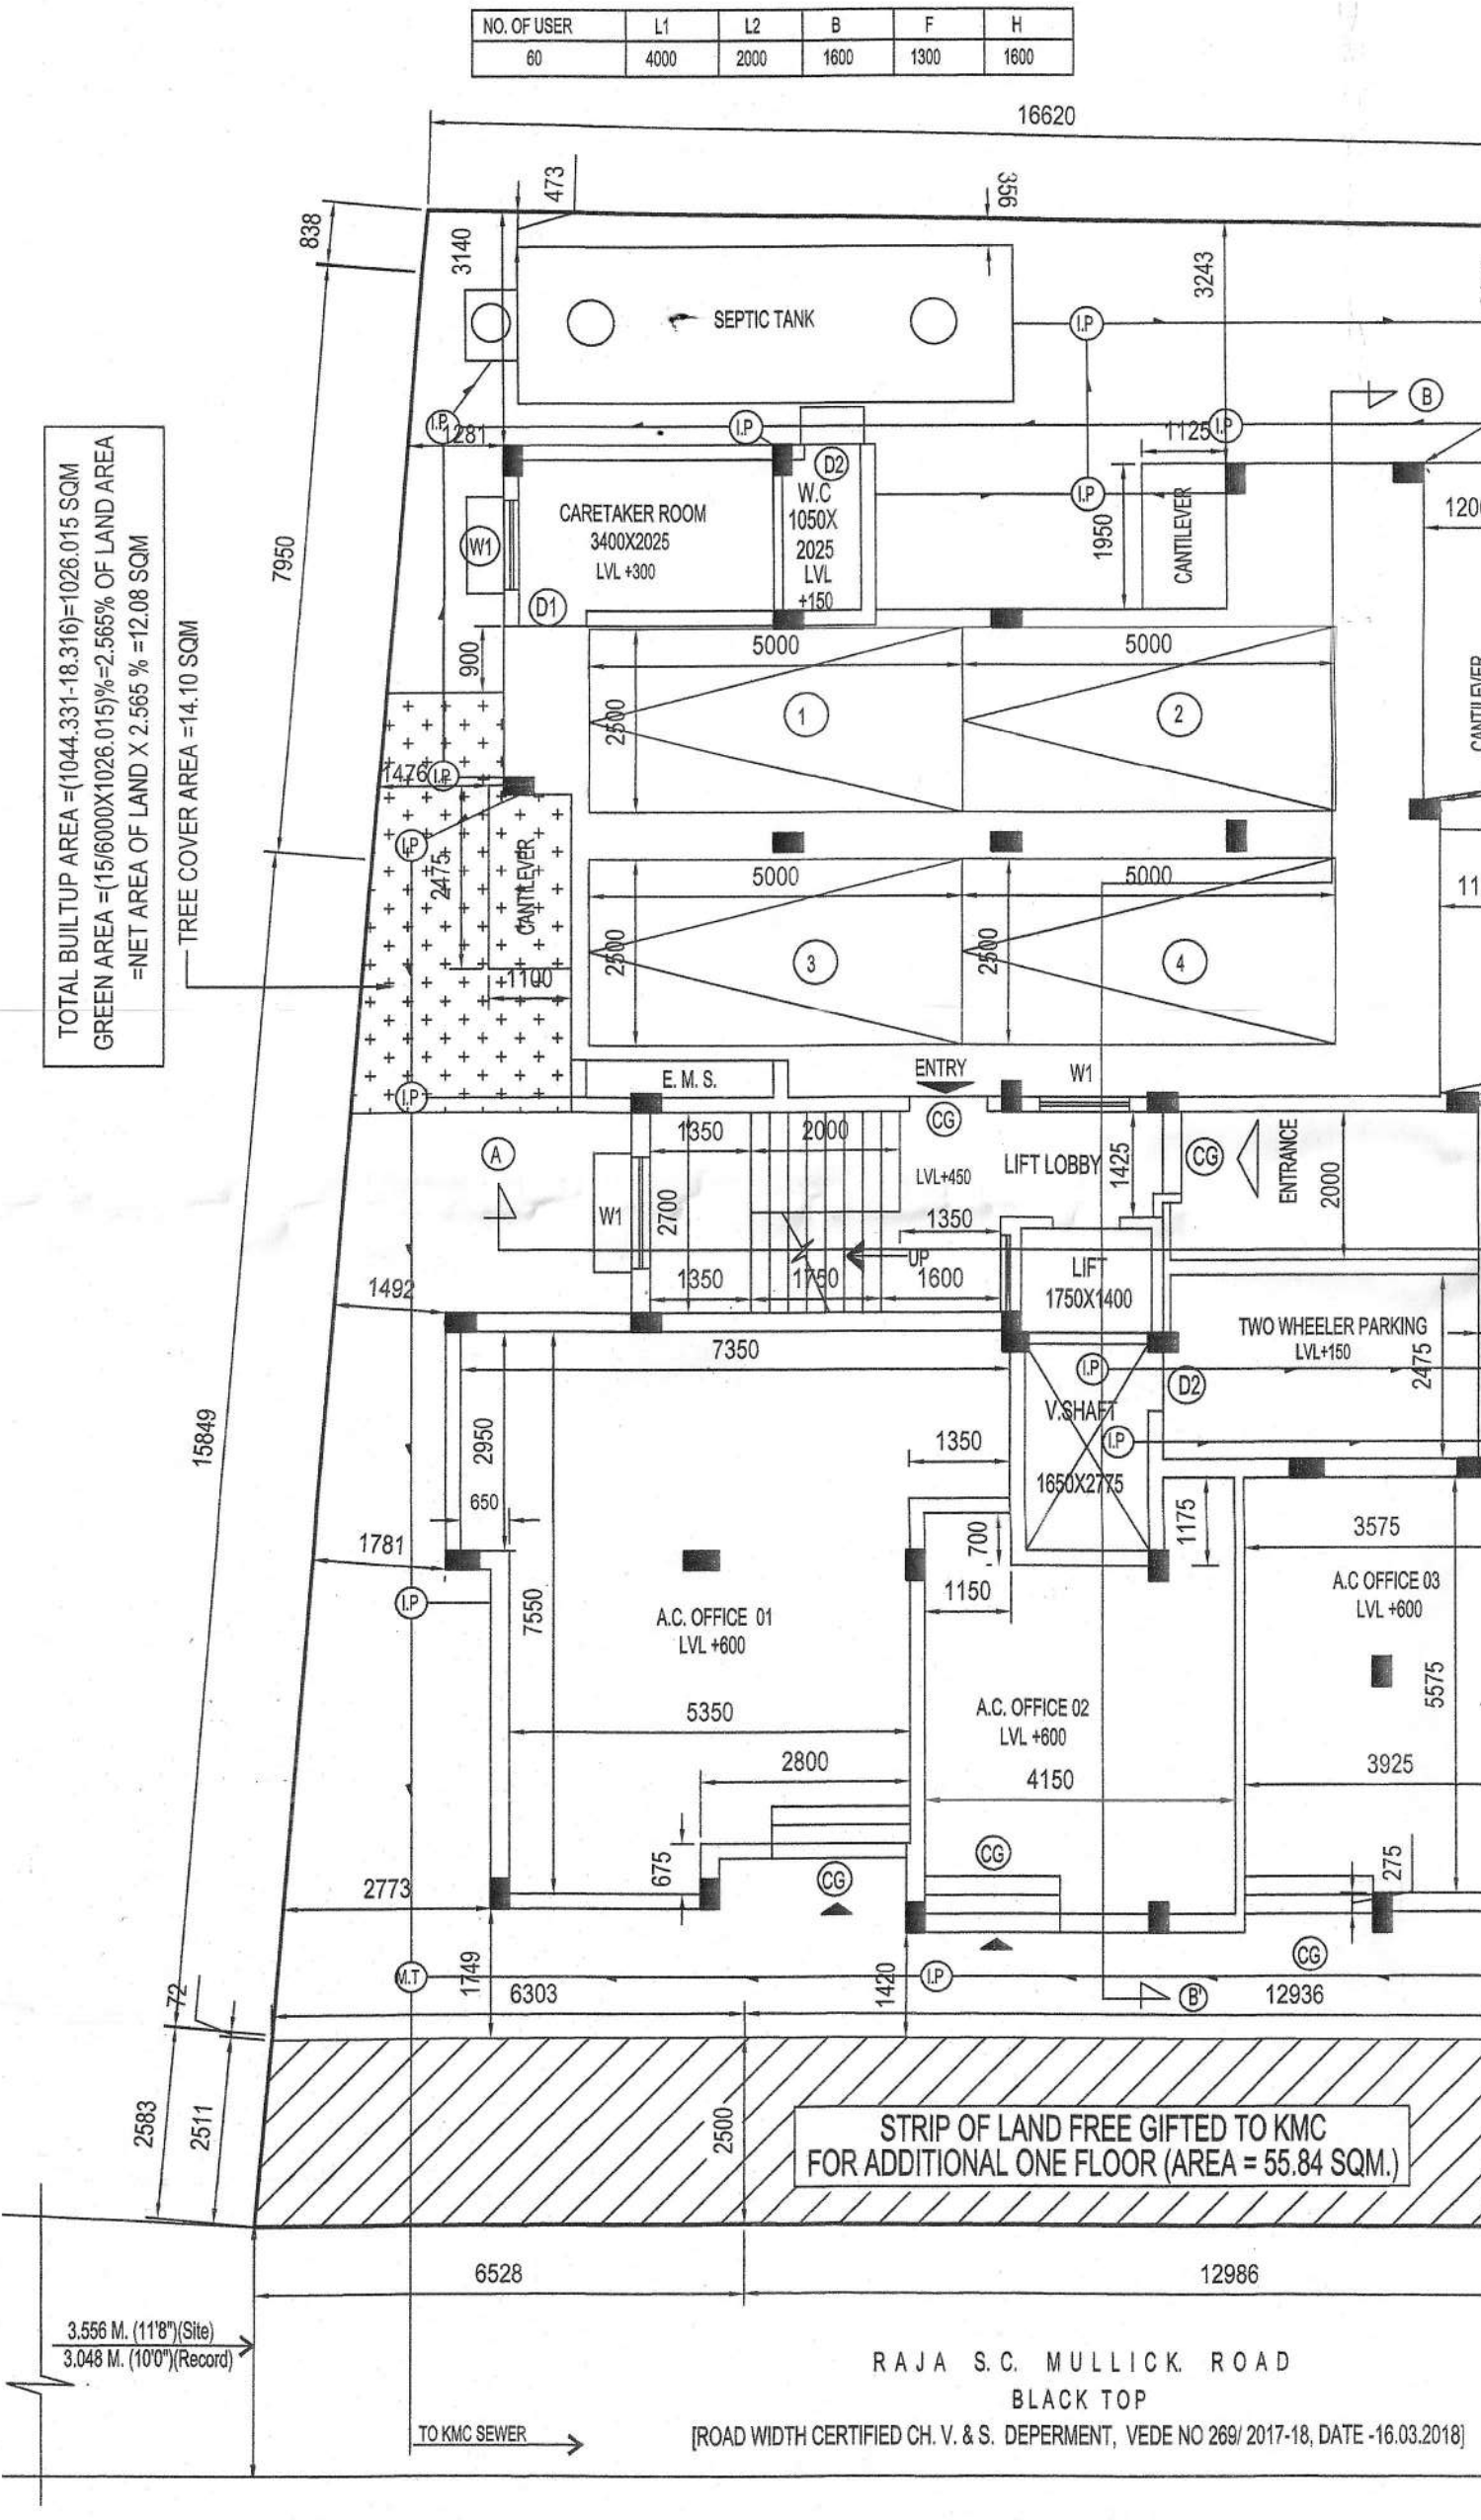 NO. OF USER L1 L2 B F H
60 4000 2000 1600 1300 1600
16620
473
356
838
3140
3243
SEPTIC TANK
I.P
B
I.P
1281
I.P
1125
I.P
D2
W.C
1050X
2025
LVL
+150
CARETAKER ROOM
3400X2025
LVL +300
W1
D1
I.P
1950
CANTILEVER
7950
TOTAL BUILTUP AREA =(1044.331-18.316)=1026.015 SQM
GREEN AREA =(15/6000X1026.015)%=2.565% OF LAND AREA
=NET AREA OF LAND X 2.565 % =12.08 SQM
TREE COVER AREA =14.10 SQM
900
5000
5000
2500
1
2
1476
I.P
I.P
2475
CANTILEVER
1100
5000
5000
2500
2500
3
4
E. M. S.
ENTRY
W1
I.P
CG
1350
2000
LVL+450
LIFT LOBBY
1425
CG
ENTRANCE
2000
A
W1
2700
1350
UP
1350
1750
1600
LIFT
1750X1400
1492
TWO WHEELER PARKING
LVL+150
2475
7350
I.P
D2
V.SHAFT
I.P
1650X2775
15849
2950
650
1350
700
1175
3575
1781
1150
I.P
7550
A.C. OFFICE 01
LVL +600
A.C OFFICE 03
LVL +600
5575
5350
A.C. OFFICE 02
LVL +600
2800
4150
3925
675
CG
CG
275
2773
1749
1420
CG
M.T
I.P
6303
B'
12936
72
2583
2511
2500
STRIP OF LAND FREE GIFTED TO KMC
FOR ADDITIONAL ONE FLOOR (AREA = 55.84 SQM.)
6528
12986
3.556 M. (11'8")(Site)
3.048 M. (10'0")(Record)
RAJA S. C. MULLICK. ROAD
BLACK TOP
TO KMC SEWER
[ROAD WIDTH CERTIFIED CH. V. & S. DEPERMENT, VEDE NO 269/ 2017-18, DATE -16.03.2018]